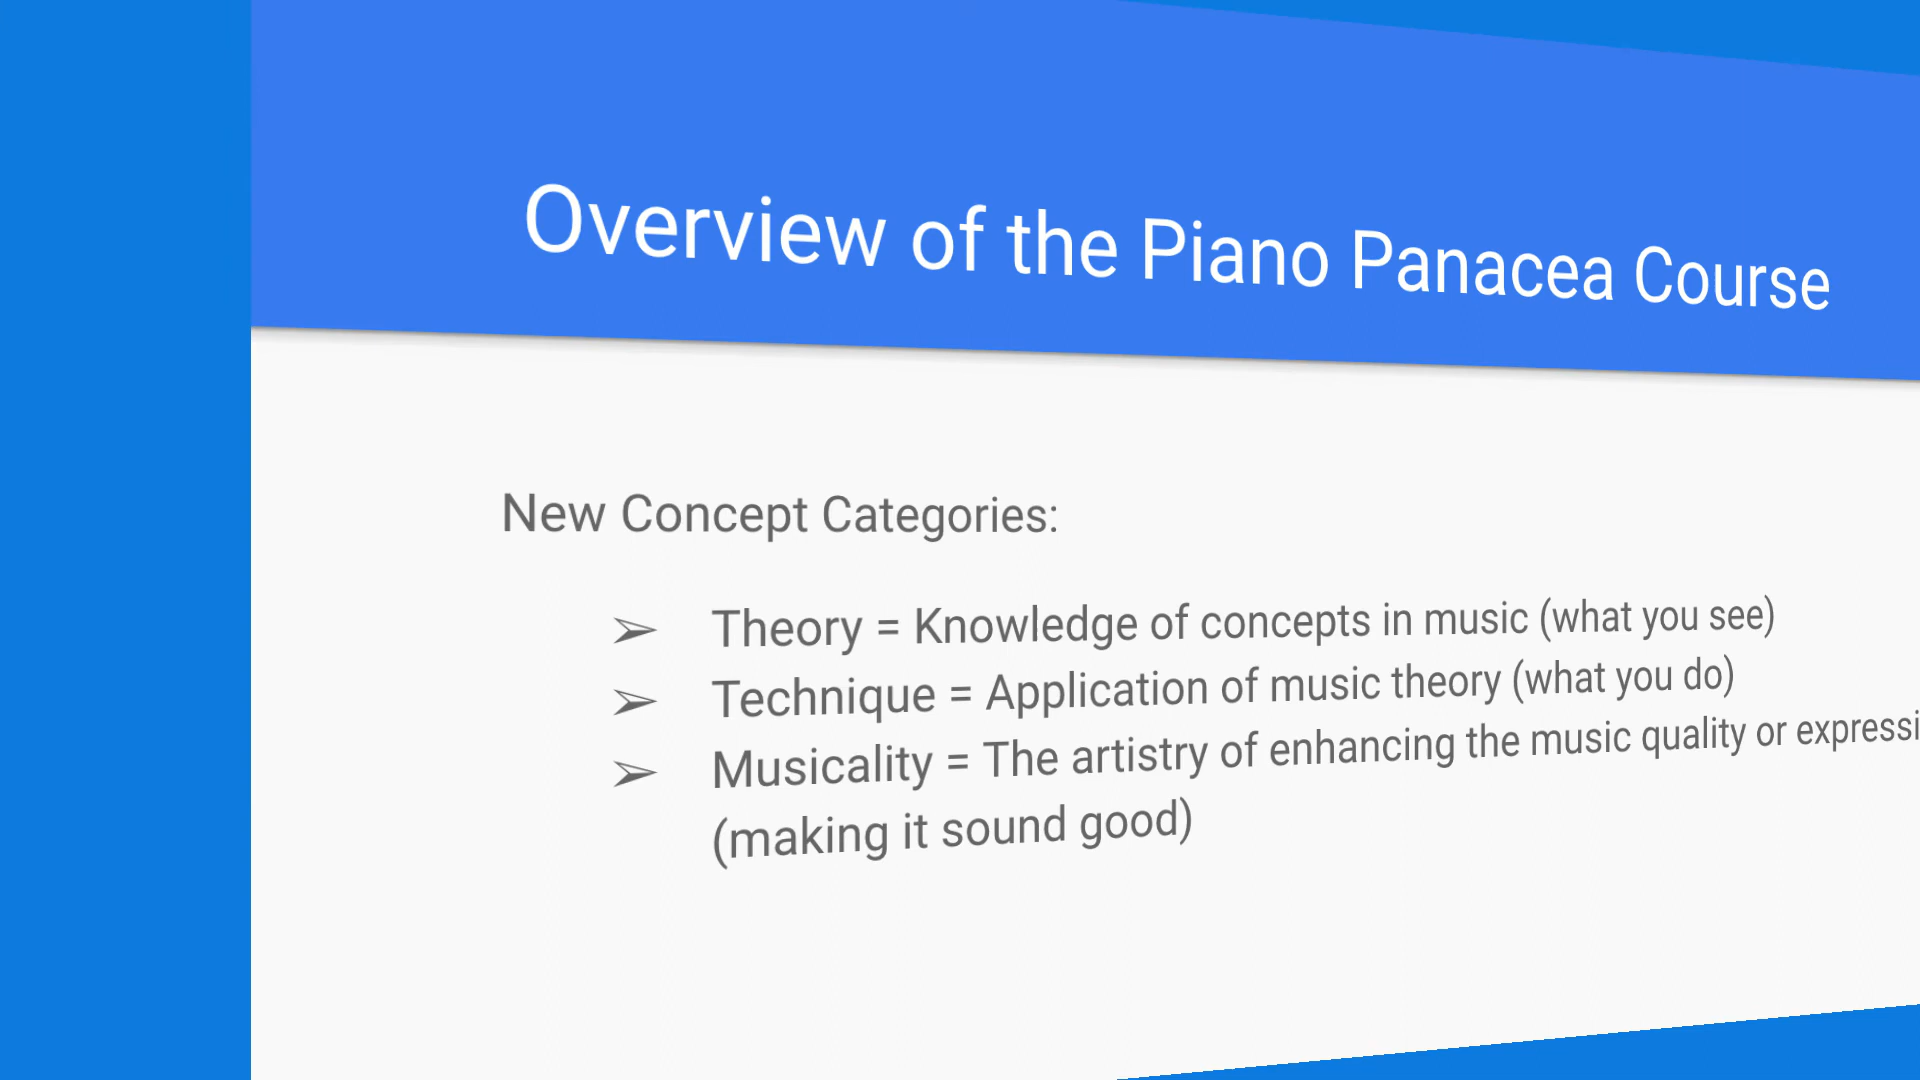 Overview of the Piano Panacea Course
New Concept Categories:
➢ Theory = Knowledge of concepts in music (what you see)
➢ Technique = Application of music theory (what you do)
➢ Musicality = The artistry of enhancing the music quality or
(making it sound good)